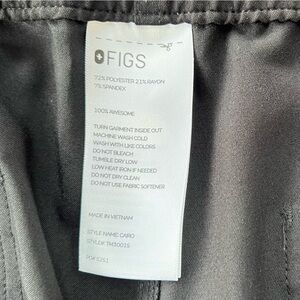 FIGS
72% POLYESTER 21% RAYON
7% SPANDEX
100% AWESOME
TURN GARMENT INSIDE OUT
MACHINE WASH COLD
WASH WITH LIKE COLORS
DO NOT BLEACH
TUMBLE DRY LOW
LOW HEAT IRON IF NEEDED
DO NOT DRY CLEAN
DO NOT USE FABRIC SOFTENER
MADE IN VIETNAM
STYLE NAME: CAIRO
STYLE# TM3001S